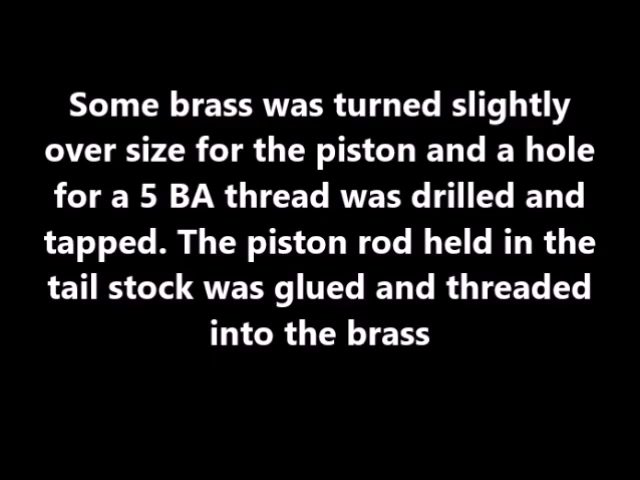 Some brass was turned slightly
over size for the piston and a hole
for a 5 BA thread was drilled and
tapped. The piston rod held in the
tail stock was glued and threaded
into the brass